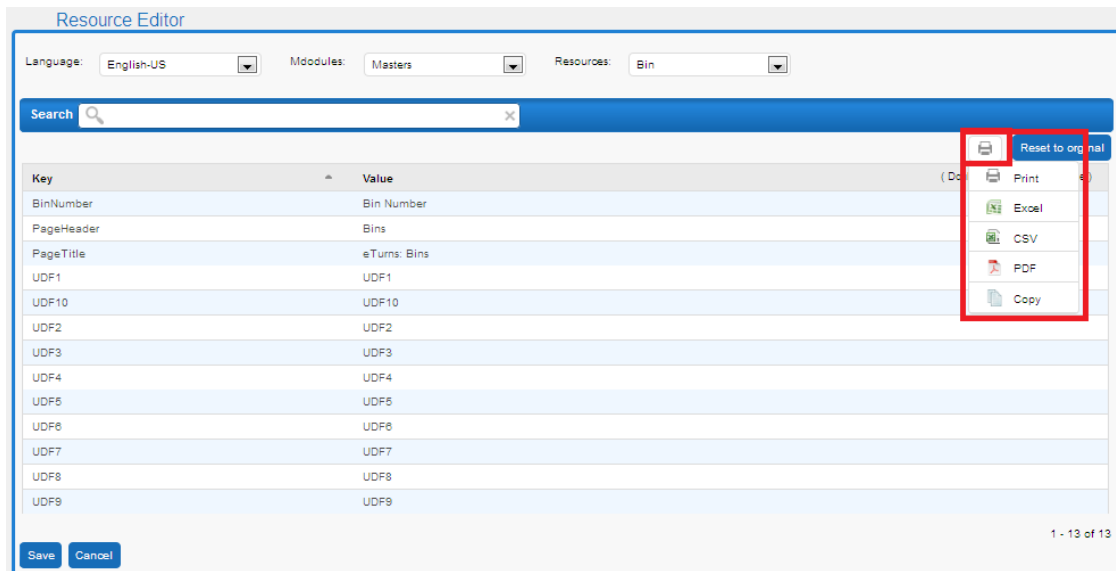 Resource Editor
Language: English-US Mdodules: Masters Resources: Bin
Search
Reset to orginal
Key Value
Print
Excel
CSV
PDF
Copy
BinNumber Bin Number
PageHeader Bins
PageTitle eTurns: Bins
UDF1 UDF1
UDF10 UDF10
UDF2 UDF2
UDF3 UDF3
UDF4 UDF4
UDF5 UDF5
UDF6 UDF6
UDF7 UDF7
UDF8 UDF8
UDF9 UDF9
1 - 13 of 13
Save Cancel